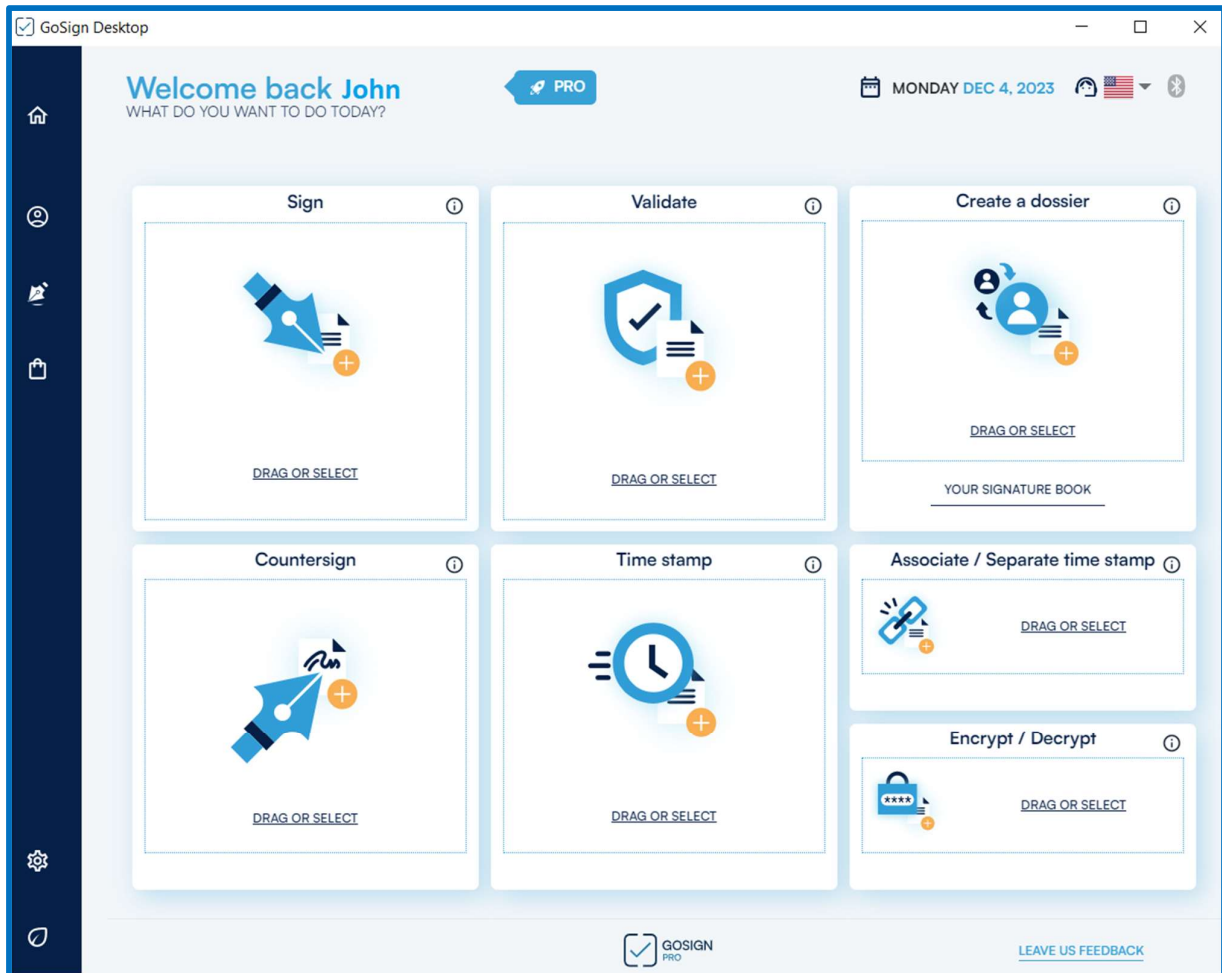 GoSign Desktop
Welcome back John
WHAT DO YOU WANT TO DO TODAY?
PRO
MONDAY DEC 4, 2023
Sign
DRAG OR SELECT
Validate
DRAG OR SELECT
Create a dossier
DRAG OR SELECT
YOUR SIGNATURE BOOK
Countersign
DRAG OR SELECT
Time stamp
DRAG OR SELECT
Associate / Separate time stamp
DRAG OR SELECT
Encrypt / Decrypt
****
DRAG OR SELECT
GOSIGN
PRO
LEAVE US FEEDBACK